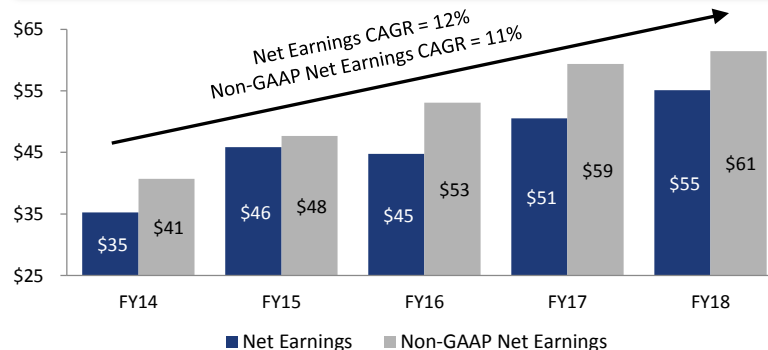 $65
$55
$45
$35
$25
Net Earnings CAGR = 12%
Non-GAAP Net Earnings CAGR = 11%
$35
$41
$46
$48
$45
$53
$51
$59
$55
$61
FY14
FY15
FY16
FY17
FY18
Net Earnings
Non-GAAP Net Earnings